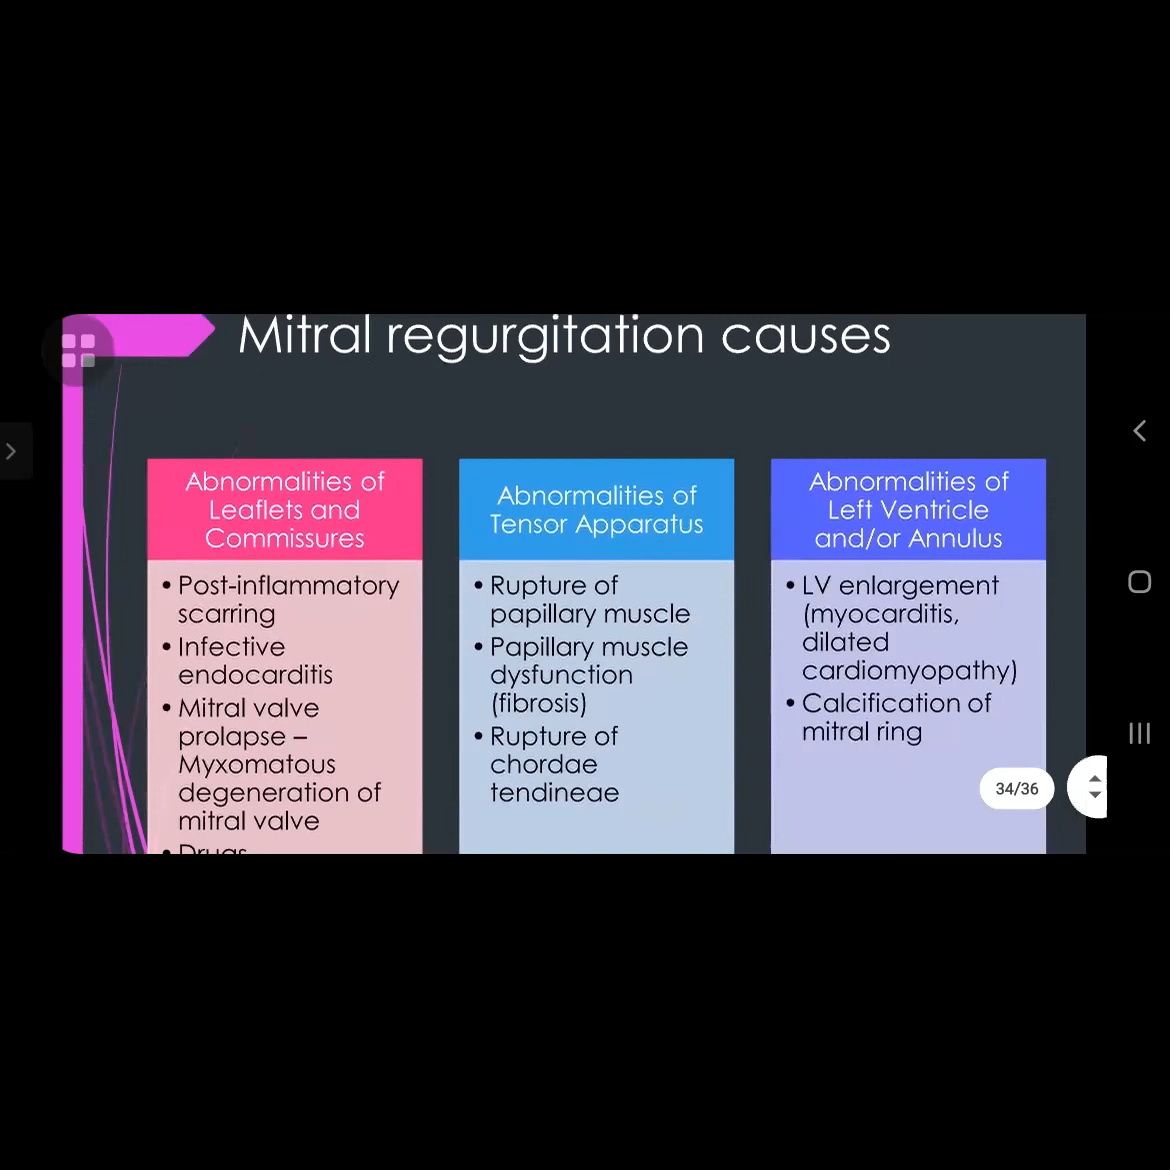 Mitral regurgitation causes
Abnormalities of
Leaflets and
Commissures
• Post-inflammatory
scarring
• Infective
endocarditis
• Mitral valve
prolapse –
Myxomatous
degeneration of
mitral valve
• Drugs
Abnormalities of
Tensor Apparatus
• Rupture of
papillary muscle
• Papillary muscle
dysfunction
(fibrosis)
• Rupture of
chordae
tendineae
Abnormalities of
Left Ventricle
and/or Annulus
• LV enlargement
(myocarditis,
dilated
cardiomyopathy)
• Calcification of
mitral ring
34/36